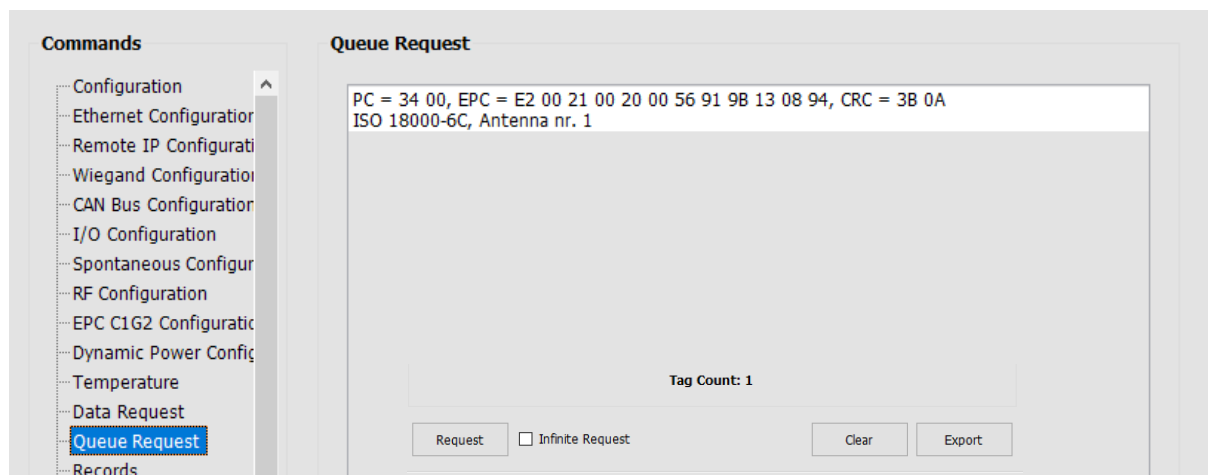 Commands
Configuration
Ethernet Configuration
Remote IP Configurati
Wiegand Configuration
CAN Bus Configuration
I/O Configuration
Spontaneous Configur
RF Configuration
EPC C1G2 Configuratic
Dynamic Power Config
Temperature
Data Request
Queue Request
Records
Queue Request
PC = 34 00, EPC = E2 00 21 00 20 00 56 91 9B 13 08 94, CRC = 3B 0A
ISO 18000-6C, Antenna nr. 1
Tag Count: 1
Request
Infinite Request
Clear
Export